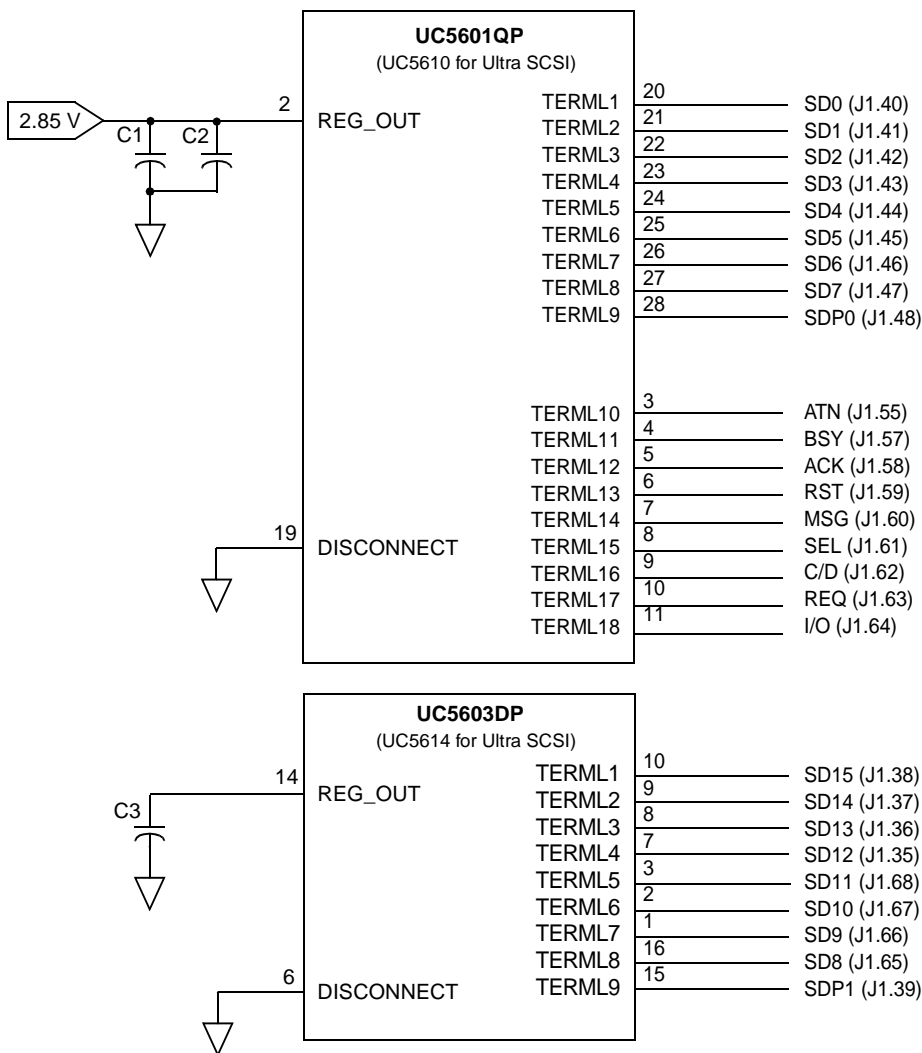 UC5601QP
(UC5610 for Ultra SCSI)
2.85 V
C1
C2
2
REG_OUT
TERML1 20 SD0 (J1.40)
TERML2 21 SD1 (J1.41)
TERML3 22 SD2 (J1.42)
TERML4 23 SD3 (J1.43)
TERML5 24 SD4 (J1.44)
TERML6 25 SD5 (J1.45)
TERML7 26 SD6 (J1.46)
TERML8 27 SD7 (J1.47)
TERML9 28 SDP0 (J1.48)
TERML10 3 ATN (J1.55)
TERML11 4 BSY (J1.57)
TERML12 5 ACK (J1.58)
TERML13 6 RST (J1.59)
TERML14 7 MSG (J1.60)
TERML15 8 SEL (J1.61)
TERML16 9 C/D (J1.62)
TERML17 10 REQ (J1.63)
TERML18 11 I/O (J1.64)
19 DISCONNECT
UC5603DP
(UC5614 for Ultra SCSI)
C3
14 REG_OUT
TERML1 10 SD15 (J1.38)
TERML2 9 SD14 (J1.37)
TERML3 8 SD13 (J1.36)
TERML4 7 SD12 (J1.35)
TERML5 3 SD11 (J1.68)
TERML6 2 SD10 (J1.67)
TERML7 1 SD9 (J1.66)
TERML8 16 SD8 (J1.65)
TERML9 15 SDP1 (J1.39)
6 DISCONNECT